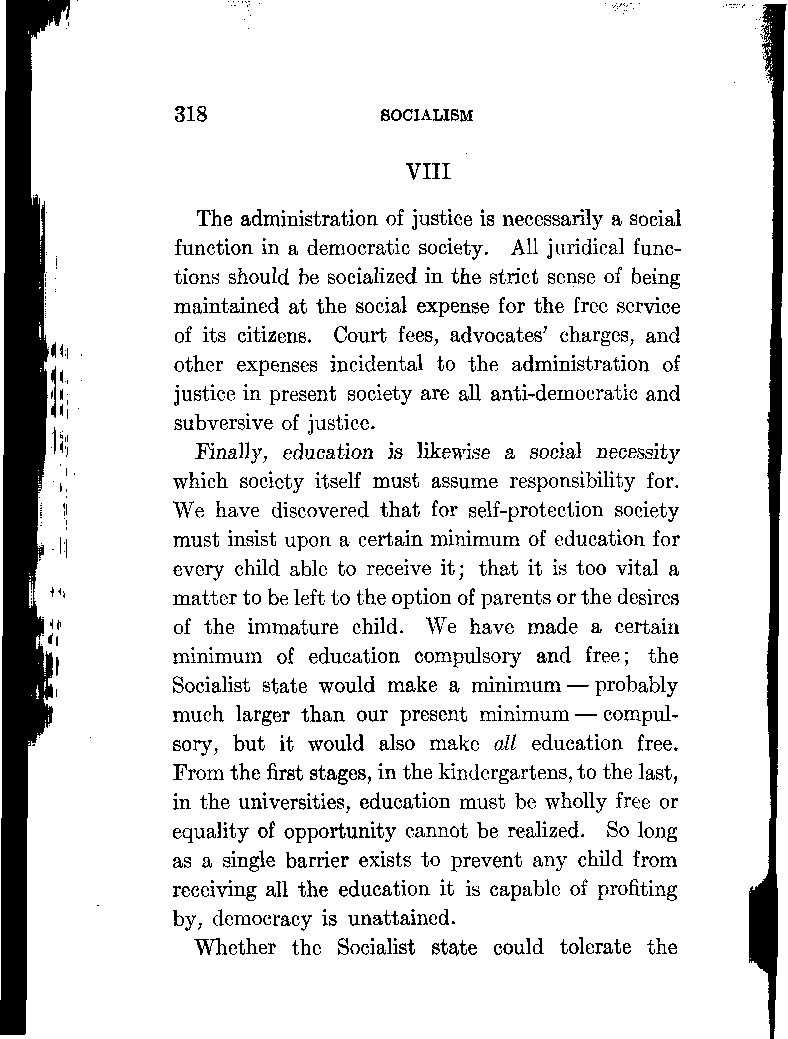 318 SOCIALISM
VIII
The administration of justice is necessarily a social
function in a democratic society. All juridical func-
tions should be socialized in the strict sense of being
maintained at the social expense for the free service
of its citizens. Court fees, advocates' charges, and
other expenses incidental to the administration of
justice in present society are all anti-democratic and
subversive of justice.
Finally, education is likewise a social necessity
which society itself must assume responsibility for.
We have discovered that for self-protection society
must insist upon a certain minimum of education for
every child able to receive it; that it is too vital a
matter to be left to the option of parents or the desires
of the immature child. We have made a certain
minimum of education compulsory and free; the
Socialist state would make a minimum — probably
much larger than our present minimum — compul-
sory, but it would also make all education free.
From the first stages, in the kindergartens, to the last,
in the universities, education must be wholly free or
equality of opportunity cannot be realized. So long
as a single barrier exists to prevent any child from
receiving all the education it is capable of profiting
by, democracy is unattained.
Whether the Socialist state could tolerate the